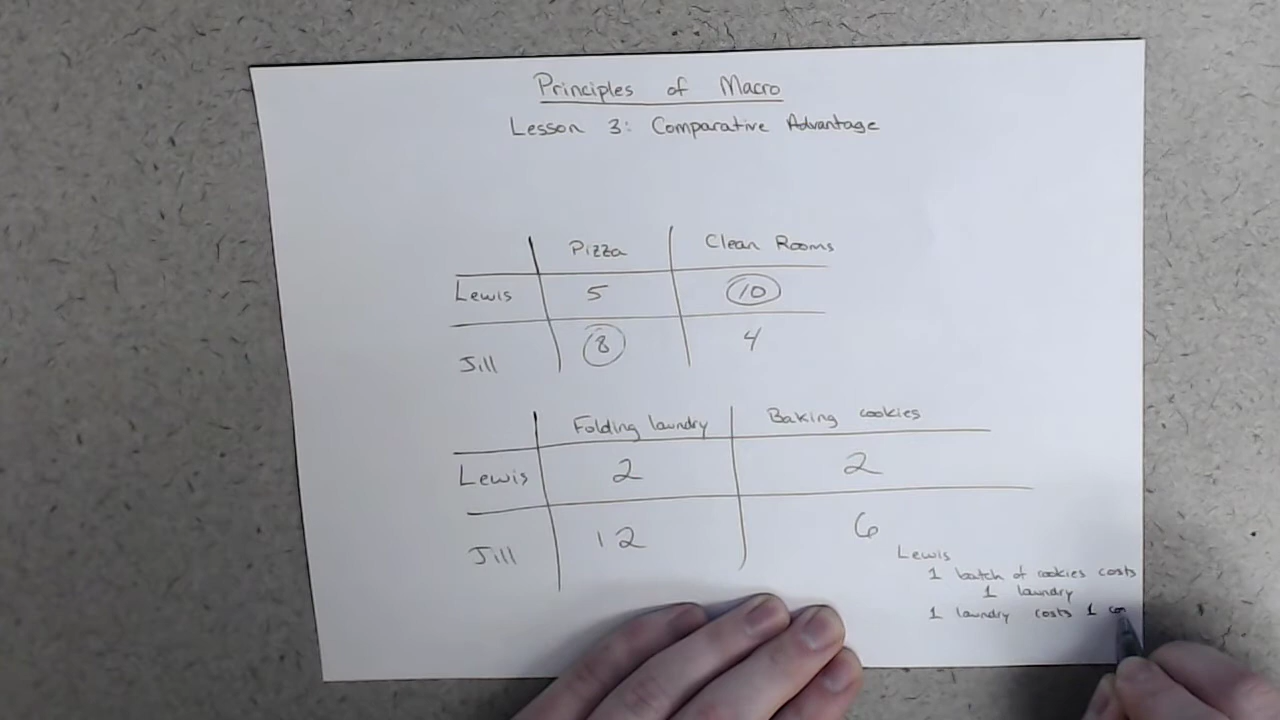 Principles of Macro
Lesson 3: Comparative Advantage
Pizza Clean Rooms
Lewis 5 10
Jill 8 4
Folding laundry Baking cookies
Lewis 2 2
Jill 12 6
Lewis
1 batch of cookies costs
1 laundry
1 laundry costs 1 co